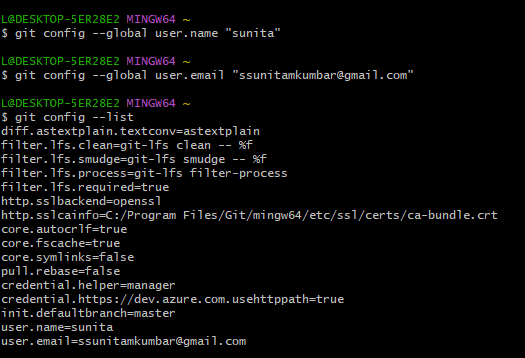 L@DESKTOP-5ER28E2 MINGW64 ~
$ git config --global user.name "sunita"
L@DESKTOP-5ER28E2 MINGW64 ~
$ git config --global user.email "ssunitamkumbar@gmail.com"
L@DESKTOP-5ER28E2 MINGW64 ~
$ git config --list
diff.astextplain.textconv=astextplain
filter.lfs.clean=git-lfs clean -- %f
filter.lfs.smudge=git-lfs smudge -- %f
filter.lfs.process=git-lfs filter-process
filter.lfs.required=true
http.sslbackend=openssl
http.sslcainfo=C:/Program Files/Git/mingw64/etc/ssl/certs/ca-bundle.crt
core.autocrlf=true
core.fscache=true
core.symlinks=false
pull.rebase=false
credential.helper=manager
credential.https://dev.azure.com.usehttppath=true
init.defaultbranch=master
user.name=sunita
user.email=ssunitamkumbar@gmail.com